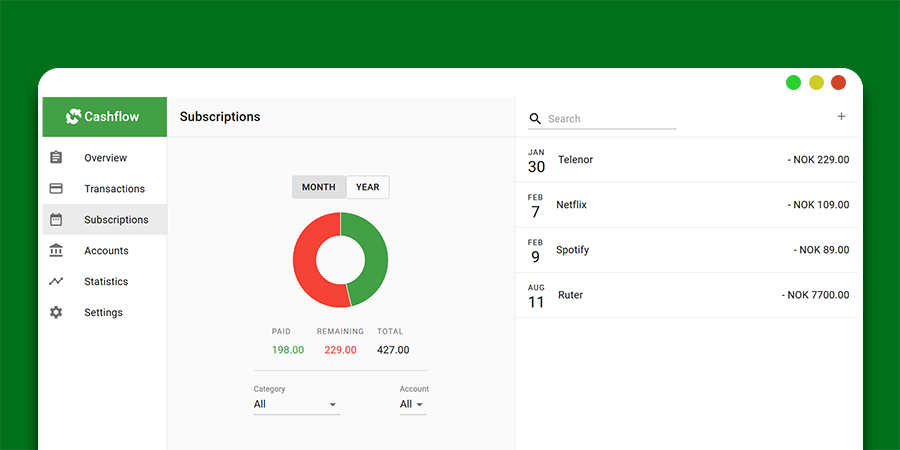 Cashflow
Overview
Transactions
Subscriptions
Accounts
Statistics
Settings
Subscriptions
MONTH YEAR
PAID REMAINING TOTAL
198.00 229.00 427.00
Category Account
All All
Search +
JAN
30 Telenor - NOK 229.00
FEB
7 Netflix - NOK 109.00
FEB
9 Spotify - NOK 89.00
AUG
11 Ruter - NOK 7700.00